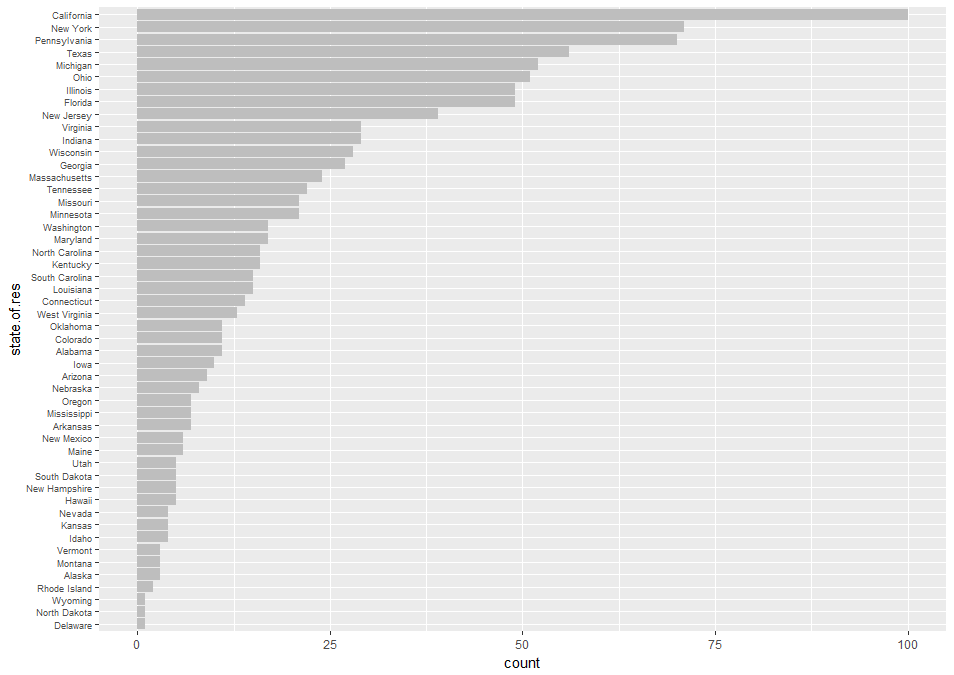 California
New York
Pennsylvania
Texas
Michigan
Ohio
Illinois
Florida
New Jersey
Virginia
Indiana
Wisconsin
Georgia
Massachusetts
Tennessee
Missouri
Minnesota
Washington
Maryland
North Carolina
Kentucky
South Carolina
Louisiana
Connecticut
West Virginia
Oklahoma
Colorado
Alabama
Iowa
Arizona
Nebraska
Oregon
Mississippi
Arkansas
New Mexico
Maine
Utah
South Dakota
New Hampshire
Hawaii
Nevada
Kansas
Idaho
Vermont
Montana
Alaska
Rhode Island
Wyoming
North Dakota
Delaware
state.of.res
0 25 50 75 100
count